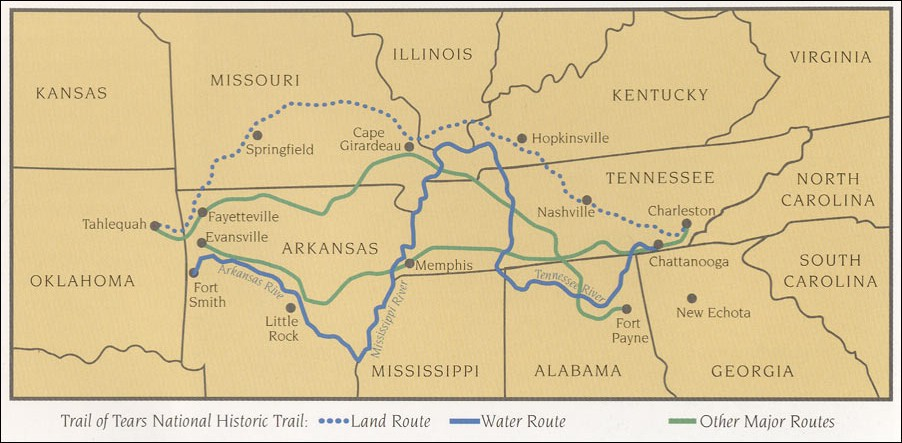 ILLINOIS
VIRGINIA
KANSAS
MISSOURI
KENTUCKY
Cape
Girardeau
Hopkinsville
Springfield
TENNESSEE
NORTH
CAROLINA
Nashville
Charleston
Tahlequah
Fayetteville
Evansville
ARKANSAS
Chattanooga
SOUTH
CAROLINA
OKLAHOMA
Memphis
Arkansas Rive
Tennessee River
Fort
Smith
Mississippi River
Little
Rock
New Echota
Fort
Payne
MISSISSIPPI
ALABAMA
GEORGIA
Trail of Tears National Historic Trail: Land Route Water Route Other Major Routes